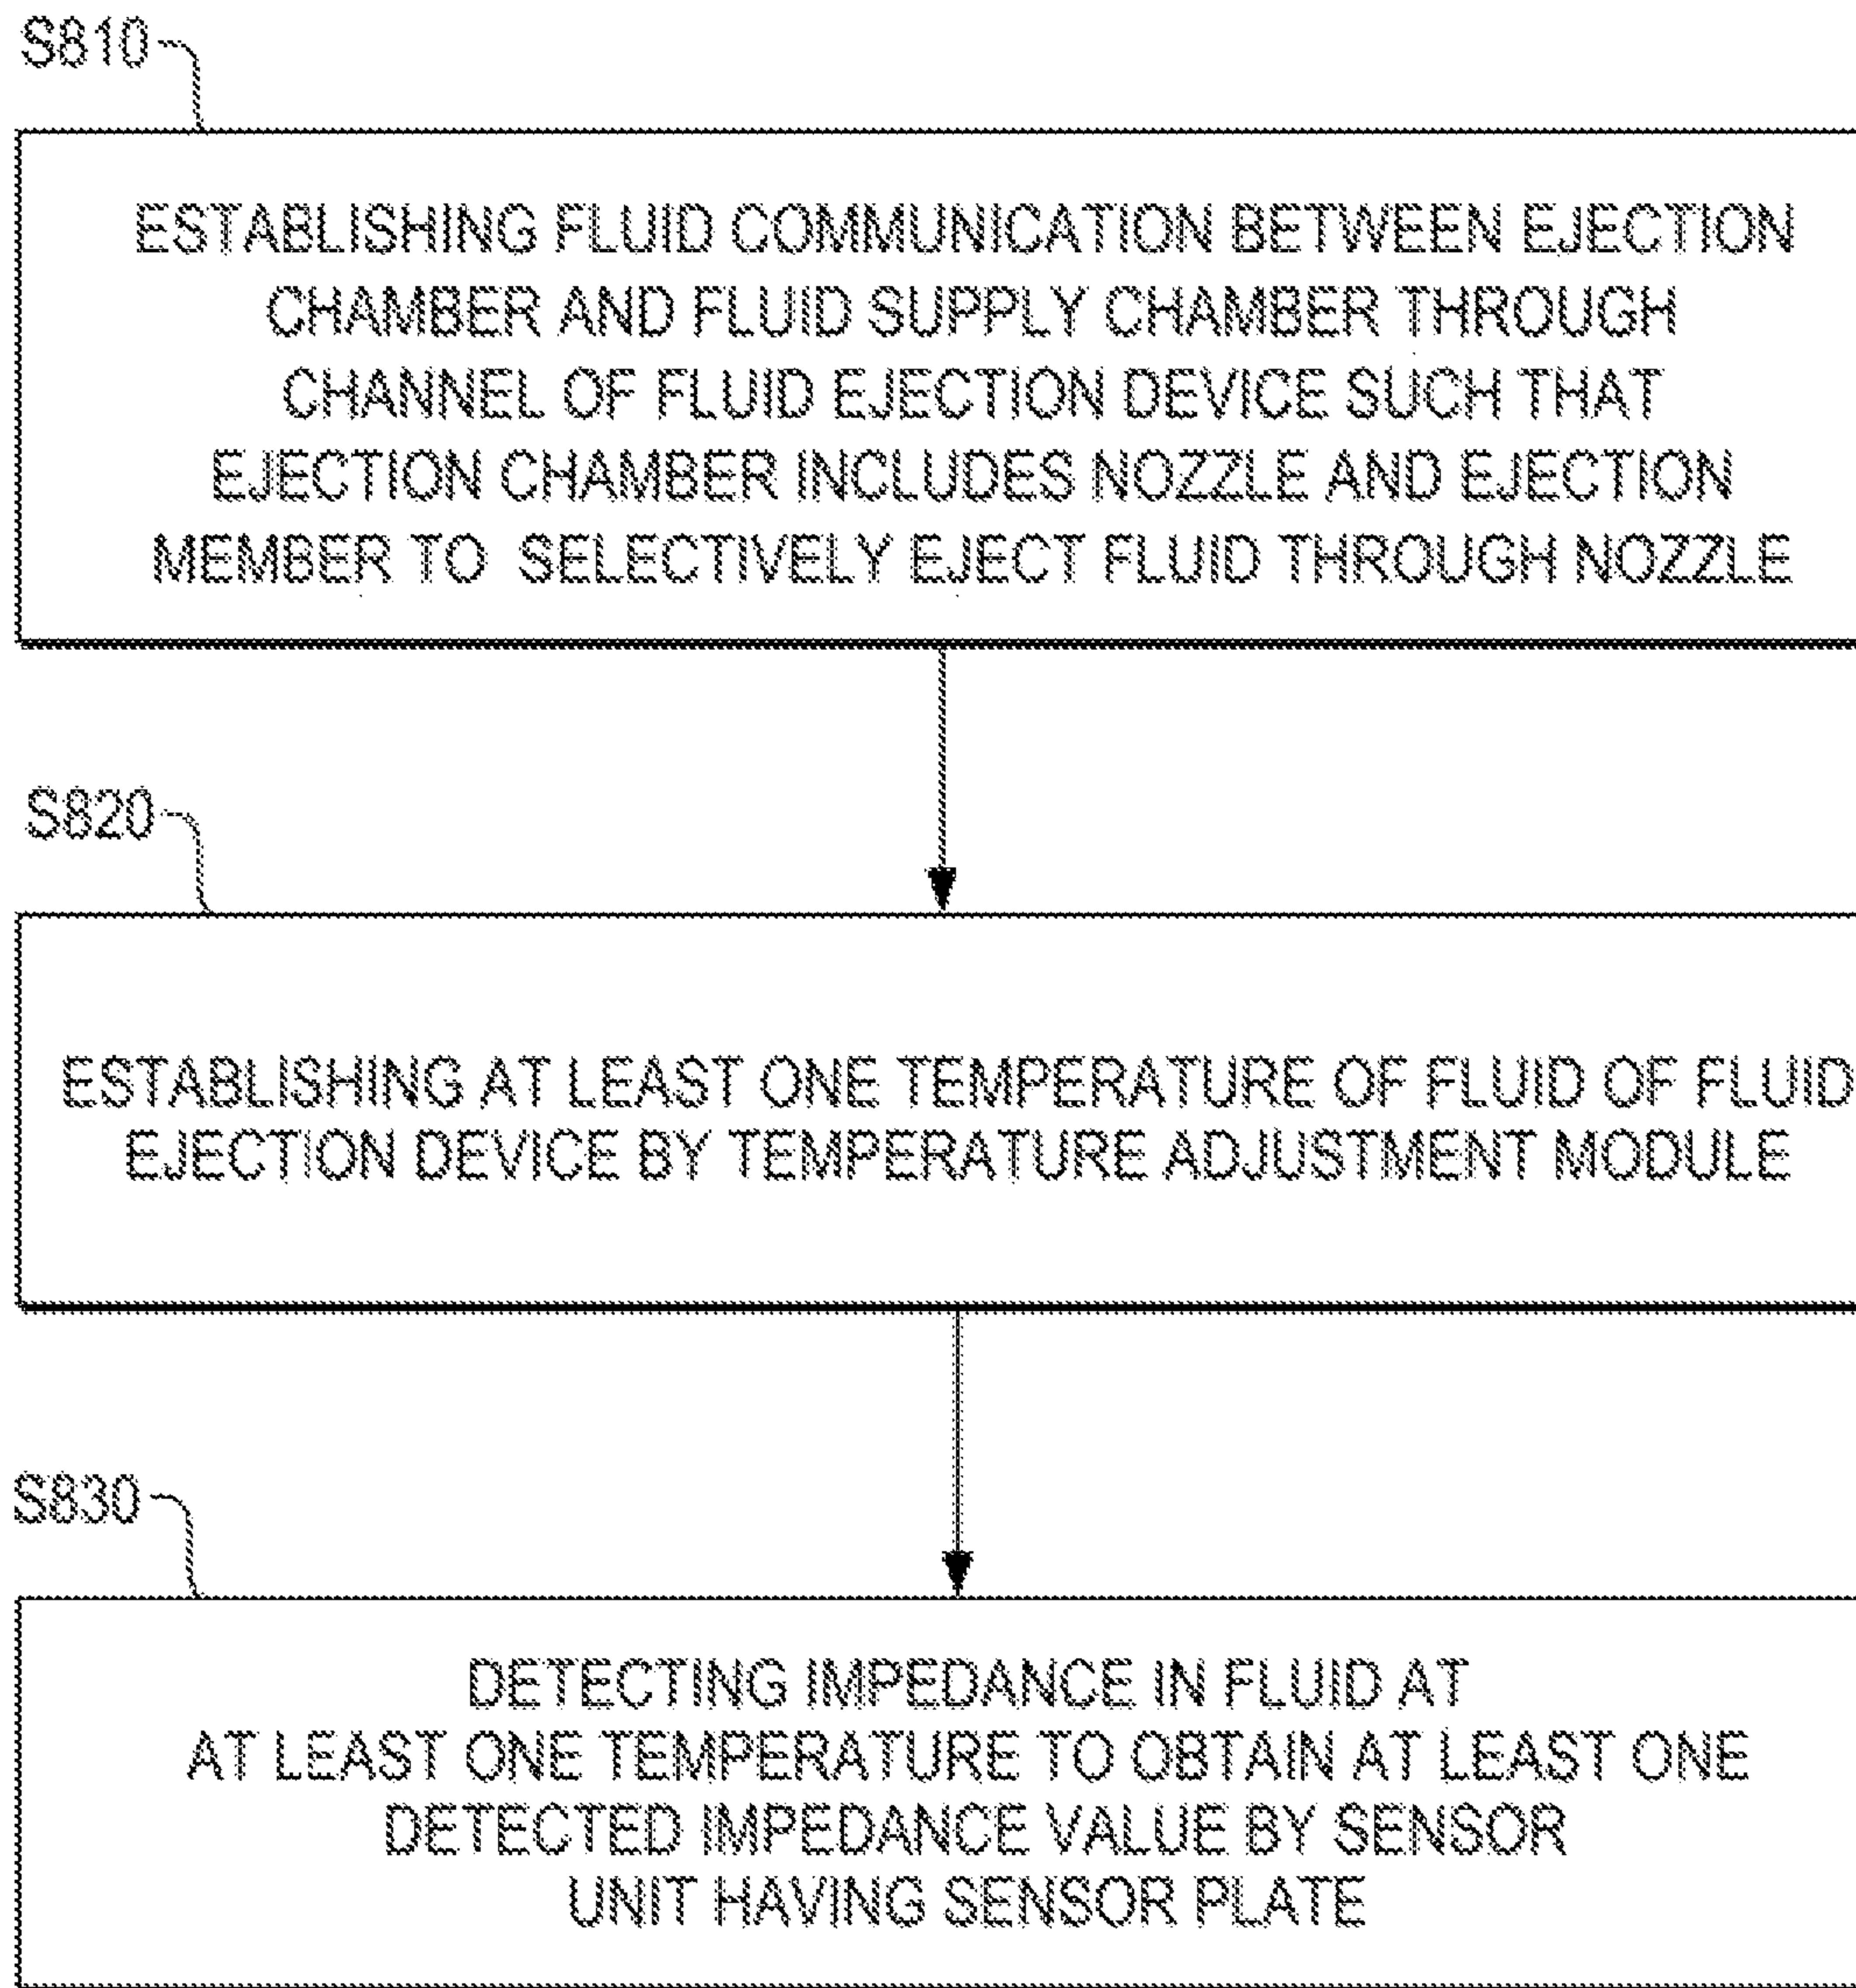 S810
ESTABLISHING FLUID COMMUNICATION BETWEEN EJECTION
CHAMBER AND FLUID SUPPLY CHAMBER THROUGH
CHANNEL OF FLUID EJECTION DEVICE SUCH THAT
EJECTION CHAMBER INCLUDES NOZZLE AND EJECTION
MEMBER TO SELECTIVELY EJECT FLUID THROUGH NOZZLE
S820
ESTABLISHING AT LEAST ONE TEMPERATURE OF FLUID OF FLUID
EJECTION DEVICE BY TEMPERATURE ADJUSTMENT MODULE
S830
DETECTING IMPEDANCE IN FLUID AT
AT LEAST ONE TEMPERATURE TO OBTAIN AT LEAST ONE
DETECTED IMPEDANCE VALUE BY SENSOR
UNIT HAVING SENSOR PLATE